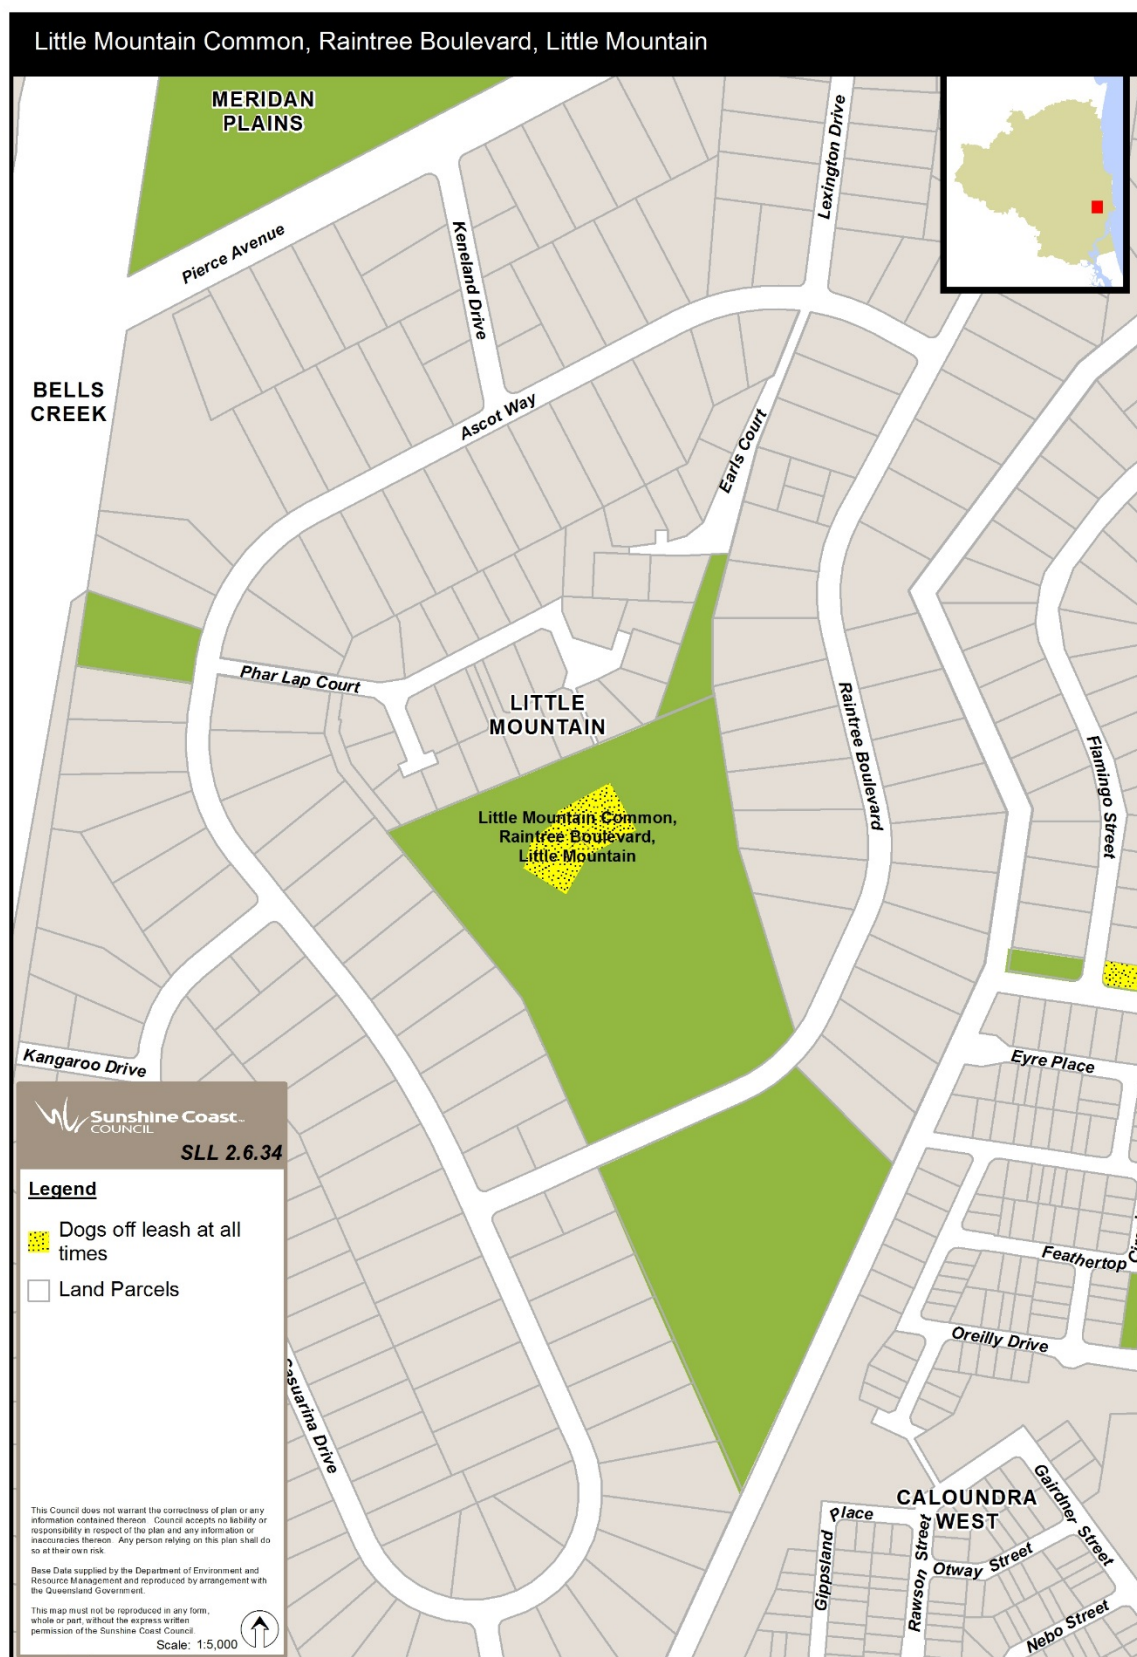 Little Mountain Common, Raintree Boulevard, Little Mountain
MERIDAN
PLAINS
Lexington Drive
Pierce Avenue
Keneland Drive
BELLS
CREEK
Ascot Way
Earls Court
Phar Lap Court
LITTLE
MOUNTAIN
Raintree Boulevard
Flamingo Street
Little Mountain Common,
Raintree Boulevard,
Little Mountain
Kangaroo Drive
Eyre Place
Sunshine Coast
COUNCIL
SLL 2.6.34
Legend
Dogs off leash at all
times
Land Parcels
Feathertop
Oreilly Drive
Casuarina Drive
CALOUNDRA
WEST
Gairdner Street
Gippsland
Place
Rawson Street
Otway Street
Nebo Street
This Council does not warrant the correctness of plan or any
information contained thereon. Council accepts no liability or
responsibility in respect of the plan and any information or
inaccuracies thereon. Any person relying on this plan shall do
so at their own risk.
Base Data supplied by the Department of Environment and
Resource Management and reproduced by arrangement with
the Queensland Government.
This map must not be reproduced in any form,
whole or part, without the express written
permission of the Sunshine Coast Council.
Scale: 1:5,000